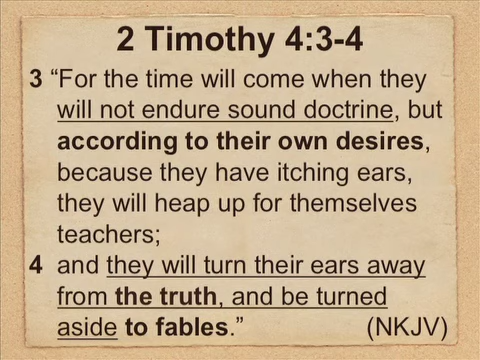 2 Timothy 4:3-4
3 “For the time will come when they
will not endure sound doctrine, but
according to their own desires,
because they have itching ears,
they will heap up for themselves
teachers;
4 and they will turn their ears away
from the truth, and be turned
aside to fables.” (NKJV)